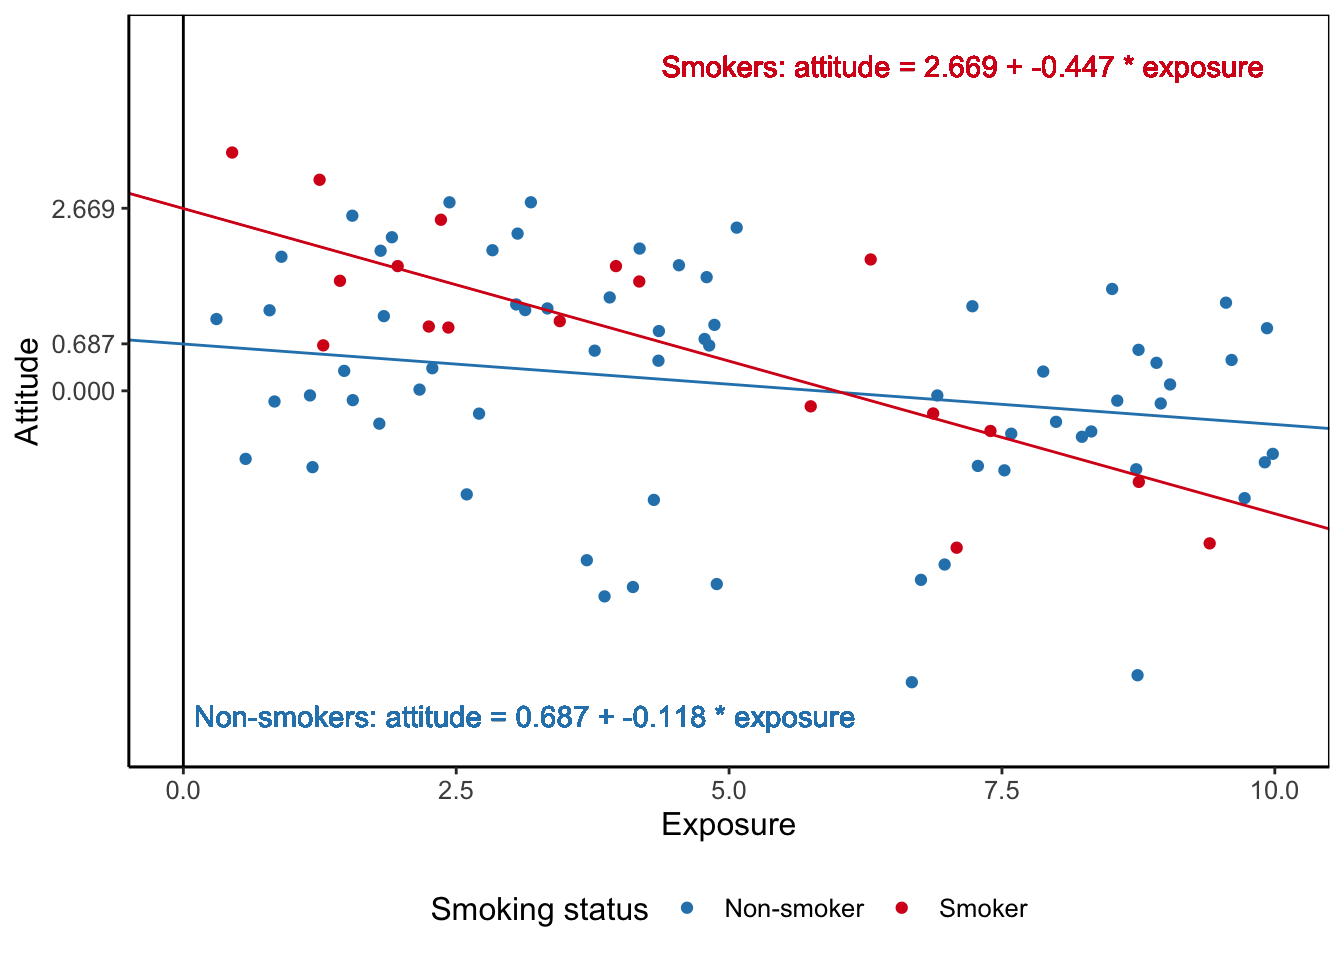 Smokers: attitude = 2.669 + -0.447 * exposure
2.669
0.687
0.000
Attitude
Non-smokers: attitude = 0.687 + -0.118 * exposure
0.0 2.5 5.0 7.5 10.0
Exposure
Smoking status Non-smoker Smoker